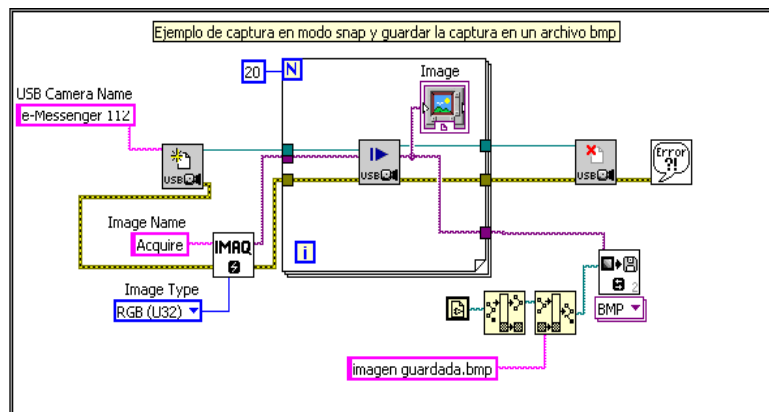 Ejemplo de captura en modo snap y guardar la captura en un archivo bmp
20
N
Image
USB Camera Name
e-Messenger 112
USB
USB
USB
Error
?!
Image Name
Acquire
IMAQ
i
Image Type
RGB (U32)
2
BMP
imagen guardada.bmp